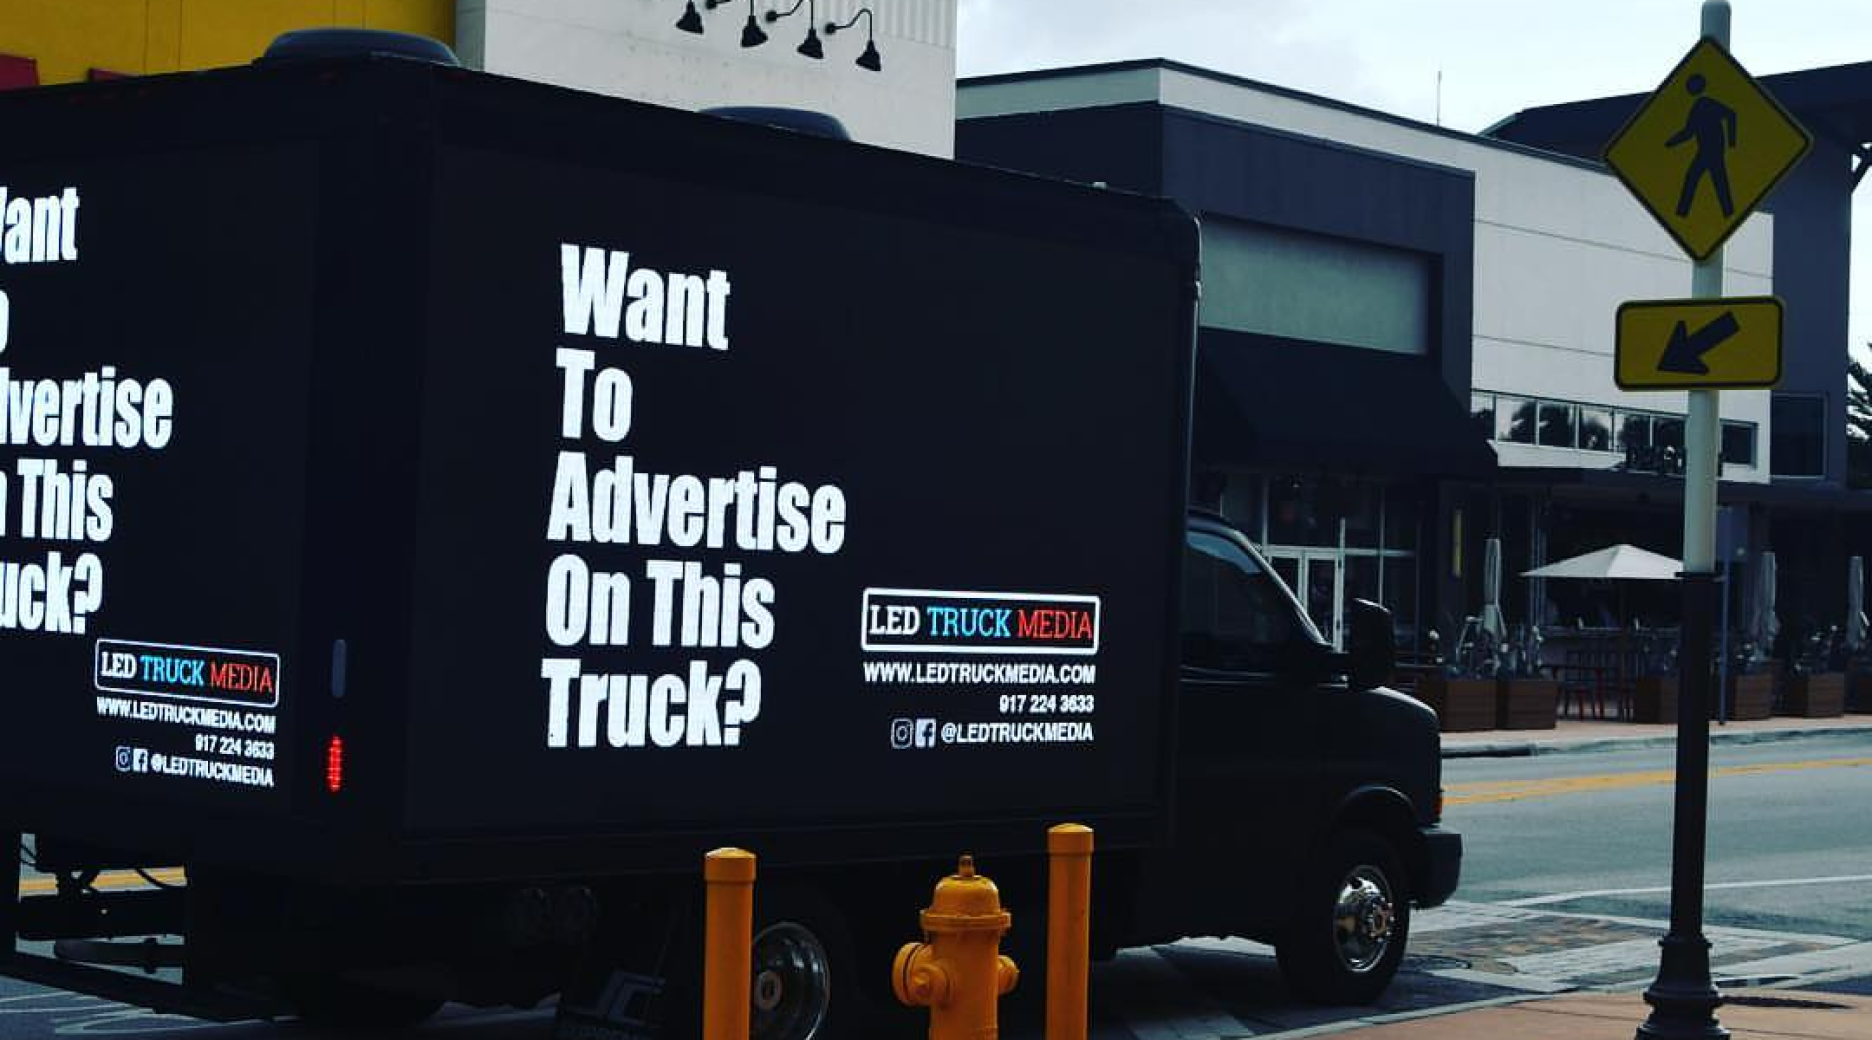 ant
dvertise
This
uck?
LED TRUCK MEDIA
WWW.LEDTRUCKMEDIA.COM
917 224 3633
@LEDTRUCKMEDIA
Want
To
Advertise
On This
Truck?
LED TRUCK MEDIA
WWW.LEDTRUCKMEDIA.COM
917 224 3633
@LEDTRUCKMEDIA